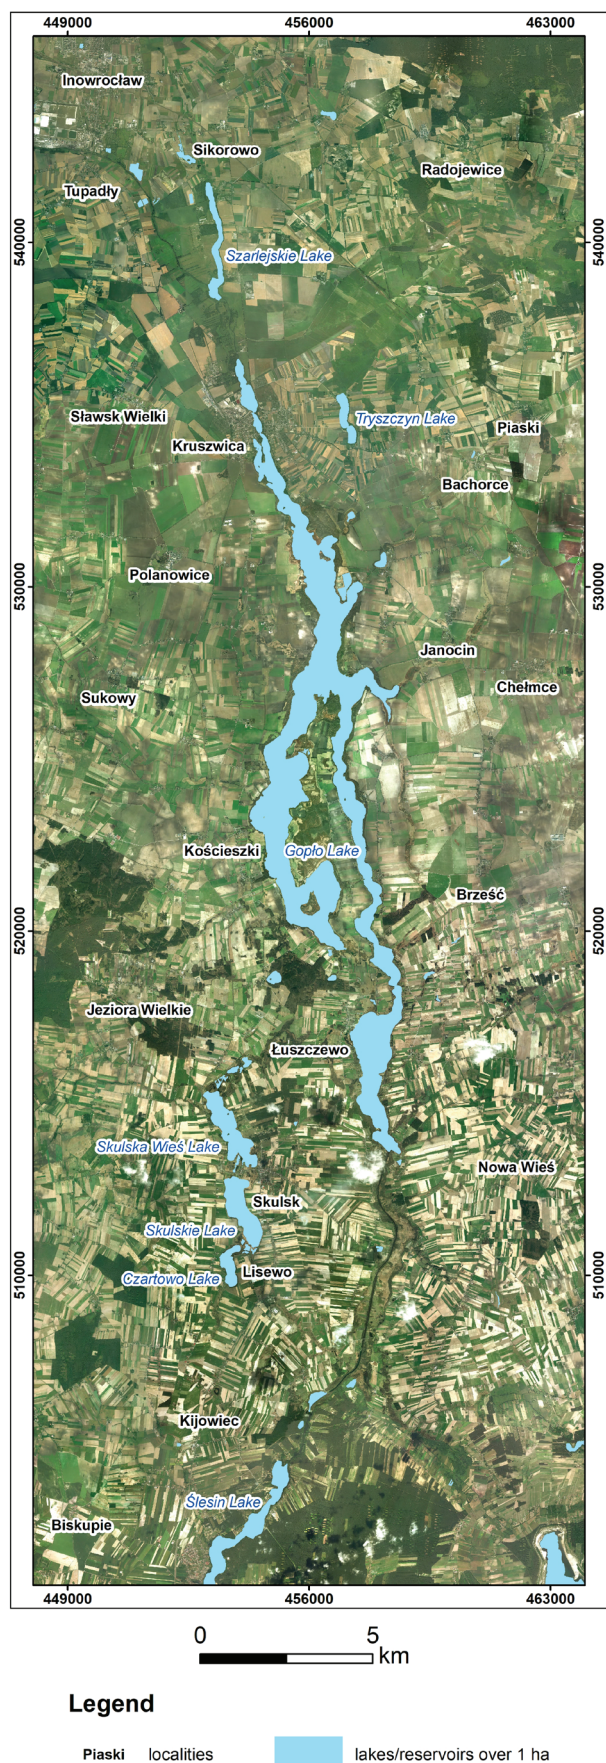 449000 456000 463000
Inowrocław
Sikorowo
Radojewice
Tupadły
540000 540000
Szarlejskie Lake
Sławsk Wielki
Tryszczyn Lake
Piaski
Kruszwica
Bachorce
Polanowice
530000 530000
Janocin
Sukowy
Chełmce
Kościeszki
Gopło Lake
Brześć
520000 520000
Jeziora Wielkie
Łuszczewo
Skulska Wieś Lake
Nowa Wieś
Skulsk
Skulskie Lake
Lisewo
Czartowo Lake
510000 510000
Kijowiec
Ślesin Lake
Biskupie
449000 456000 463000
0 5
km
Legend
Piaski localities lakes/reservoirs over 1 ha